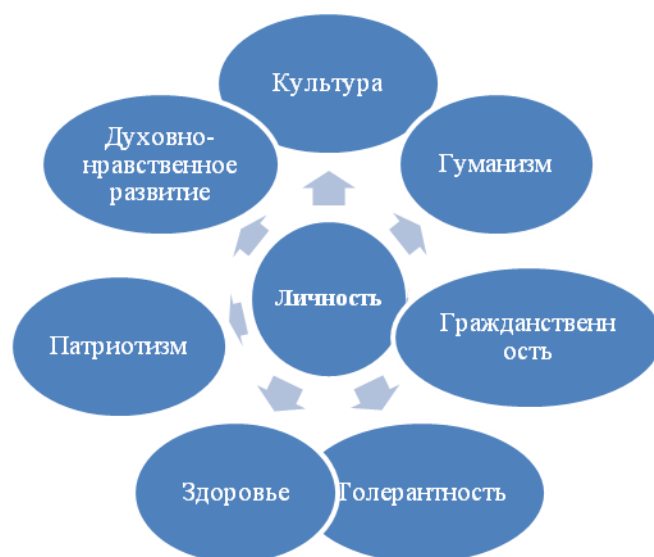 Культура
Духовно-
нравственное
развитие
Гуманизм
Личность
Гражданственн
ость
Патриотизм
Здоровье
Толерантность